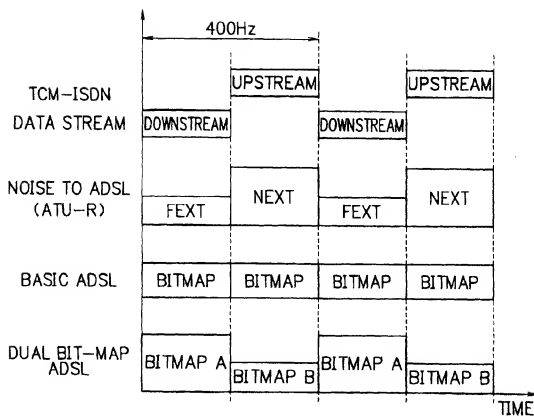 400Hz
TCM-ISDN
DATA STREAM
UPSTREAM
UPSTREAM
DOWNSTREAM
DOWNSTREAM
NOISE TO ADSL
(ATU-R)
FEXT
NEXT
FEXT
NEXT
BASIC ADSL
BITMAP
BITMAP
BITMAP
BITMAP
DUAL BIT-MAP
ADSL
BITMAP A
BITMAP B
BITMAP A
BITMAP B
TIME